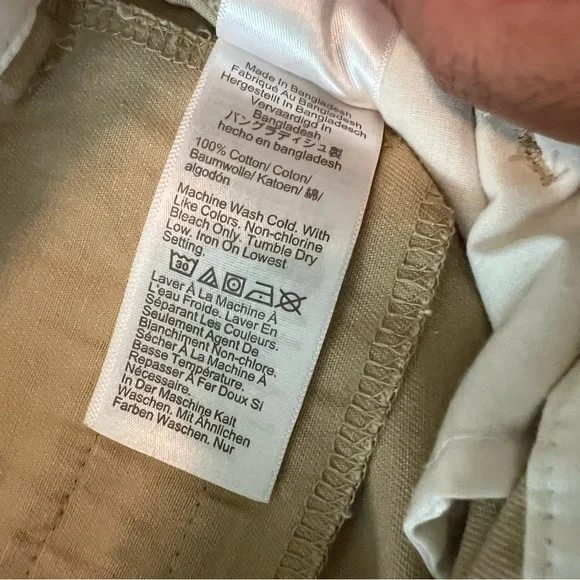 Made In Bangladesh
Fabriqué Au Bangladesh
Hergestellt In Bangladesch
Vervaardigd In
Bangladesh
バングラディシュ製
hecho en bangladesh
100% Cotton/ Coton/
Baumwolle/ Katoen/ 綿/
algodón
Machine Wash Cold. With
Like Colors. Non-chlorine
Bleach Only. Tumble Dry
Low. Iron On Lowest
Setting.
30
Laver À La Machine À
L'eau Froide. Laver En
Séparant Les Couleurs.
Seulement Agent De
Blanchiment Non-chlore.
Sécher À La Machine À
Basse Température.
Repasser À Fer Doux Si
Nécessaire.
In Der Maschine Kalt
Waschen. Mit Ähnlichen
Farben Waschen. Nur